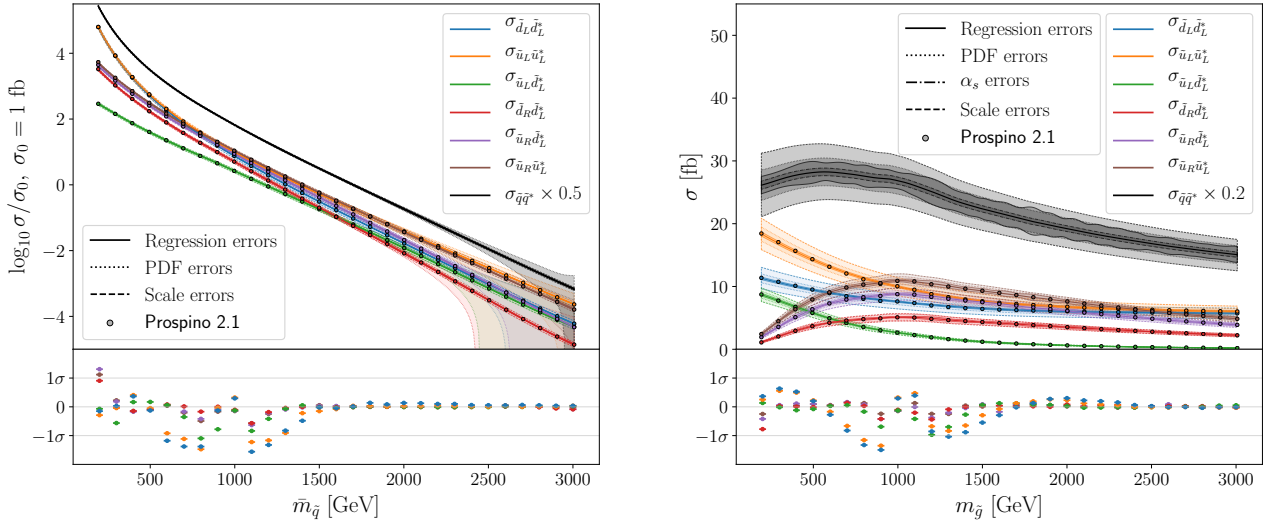 log₁₀ σ/σ₀, σ₀ = 1 fb
4
2
0
−2
−4
σ_{d̃_L d̃_L^*}
σ_{ũ_L ũ_L^*}
σ_{ũ_L d̃_L^*}
σ_{d̃_R d̃_L^*}
σ_{ũ_R d̃_L^*}
σ_{ũ_R ũ_L^*}
σ_{q̃q̃^*} × 0.5
Regression errors
PDF errors
Scale errors
Prospino 2.1
1σ
0
−1σ
500
1000
1500
2000
2500
3000
m̄_{q̃} [GeV]
σ [fb]
50
40
30
20
10
0
Regression errors
PDF errors
α_s errors
Scale errors
Prospino 2.1
σ_{d̃_L d̃_L^*}
σ_{ũ_L ũ_L^*}
σ_{ũ_L d̃_L^*}
σ_{d̃_R d̃_L^*}
σ_{ũ_R d̃_L^*}
σ_{ũ_R ũ_L^*}
σ_{q̃q̃^*} × 0.2
1σ
0
−1σ
500
1000
1500
2000
2500
3000
m_{g̃} [GeV]